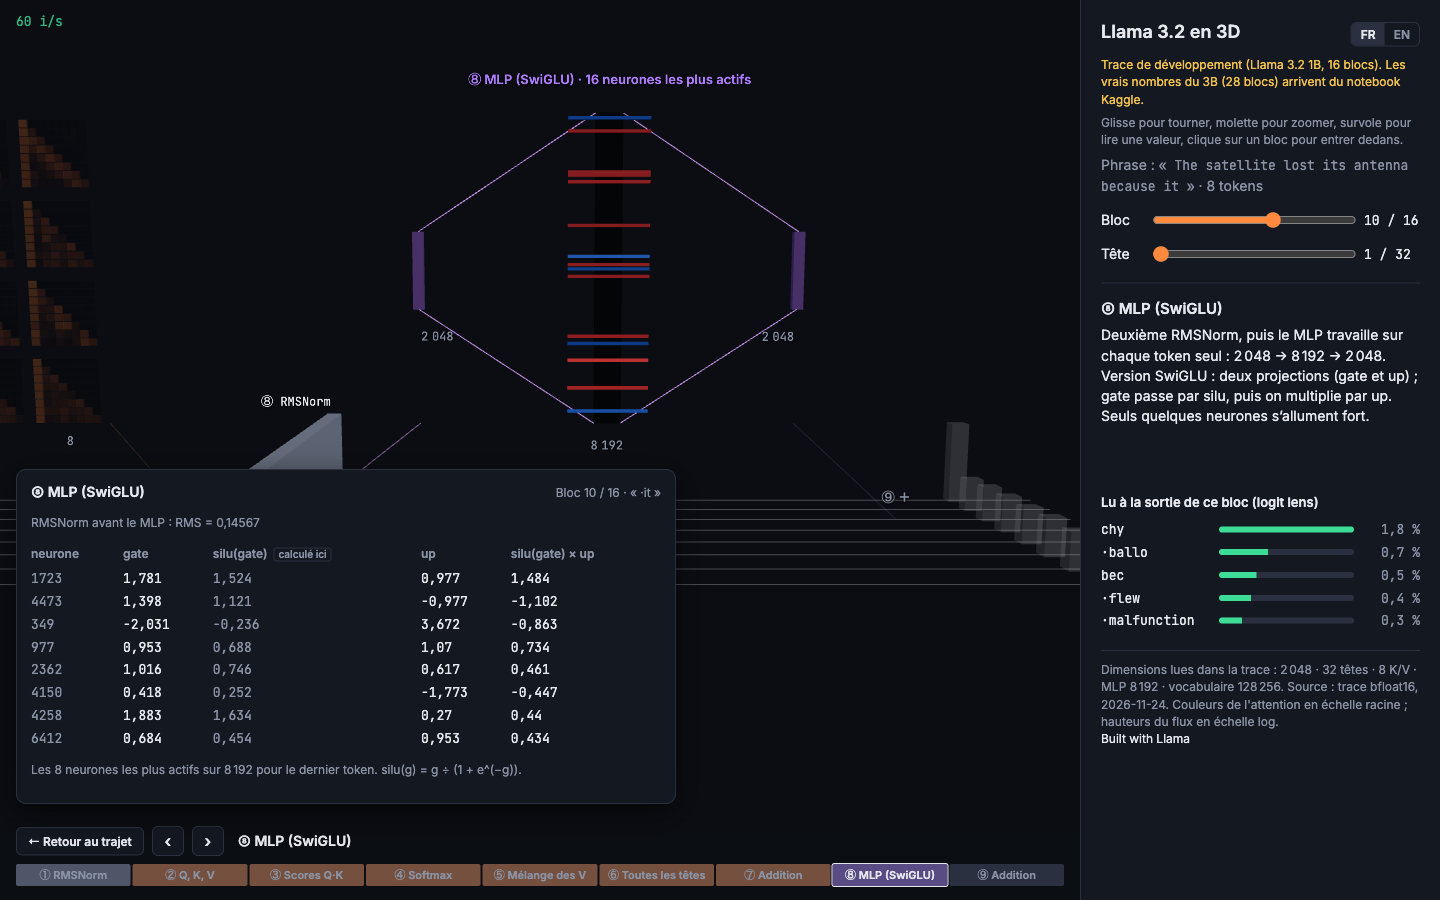 60 i/s
⑧ MLP (SwiGLU) · 16 neurones les plus actifs
2 048
2 048
8 192
⑧ RMSNorm
8
⑨ +
⑧ MLP (SwiGLU)
Bloc 10 / 16 · « ·it »
RMSNorm avant le MLP : RMS = 0,14567
neurone gate silu(gate) calculé ici up silu(gate) × up
1723 1,781 1,524 0,977 1,484
4473 1,398 1,121 -0,977 -1,102
349 -2,031 -0,236 3,672 -0,863
977 0,953 0,688 1,07 0,734
2362 1,016 0,746 0,617 0,461
4150 0,418 0,252 -1,773 -0,447
4258 1,883 1,634 0,27 0,44
6412 0,684 0,454 0,953 0,434
Les 8 neurones les plus actifs sur 8 192 pour le dernier token. silu(g) = g ÷ (1 + e^(−g)).
← Retour au trajet
‹
›
⑧ MLP (SwiGLU)
① RMSNorm
② Q, K, V
③ Scores Q·K
④ Softmax
⑤ Mélange des V
⑥ Toutes les têtes
⑦ Addition
⑧ MLP (SwiGLU)
⑨ Addition
Llama 3.2 en 3D
FR EN
Trace de développement (Llama 3.2 1B, 16 blocs). Les
vrais nombres du 3B (28 blocs) arrivent du notebook
Kaggle.
Glisse pour tourner, molette pour zoomer, survole pour
lire une valeur, clique sur un bloc pour entrer dedans.
Phrase : « The satellite lost its antenna
because it » · 8 tokens
Bloc 10 / 16
Tête 1 / 32
⑧ MLP (SwiGLU)
Deuxième RMSNorm, puis le MLP travaille sur
chaque token seul : 2 048 → 8 192 → 2 048.
Version SwiGLU : deux projections (gate et up) ;
gate passe par silu, puis on multiplie par up.
Seuls quelques neurones s’allument fort.
Lu à la sortie de ce bloc (logit lens)
chy 1,8 %
·ballo 0,7 %
bec 0,5 %
·flew 0,4 %
·malfunction 0,3 %
Dimensions lues dans la trace : 2 048 · 32 têtes · 8 K/V ·
MLP 8 192 · vocabulaire 128 256. Source : trace bfloat16,
2026-11-24. Couleurs de l'attention en échelle racine ;
hauteurs du flux en échelle log.
Built with Llama